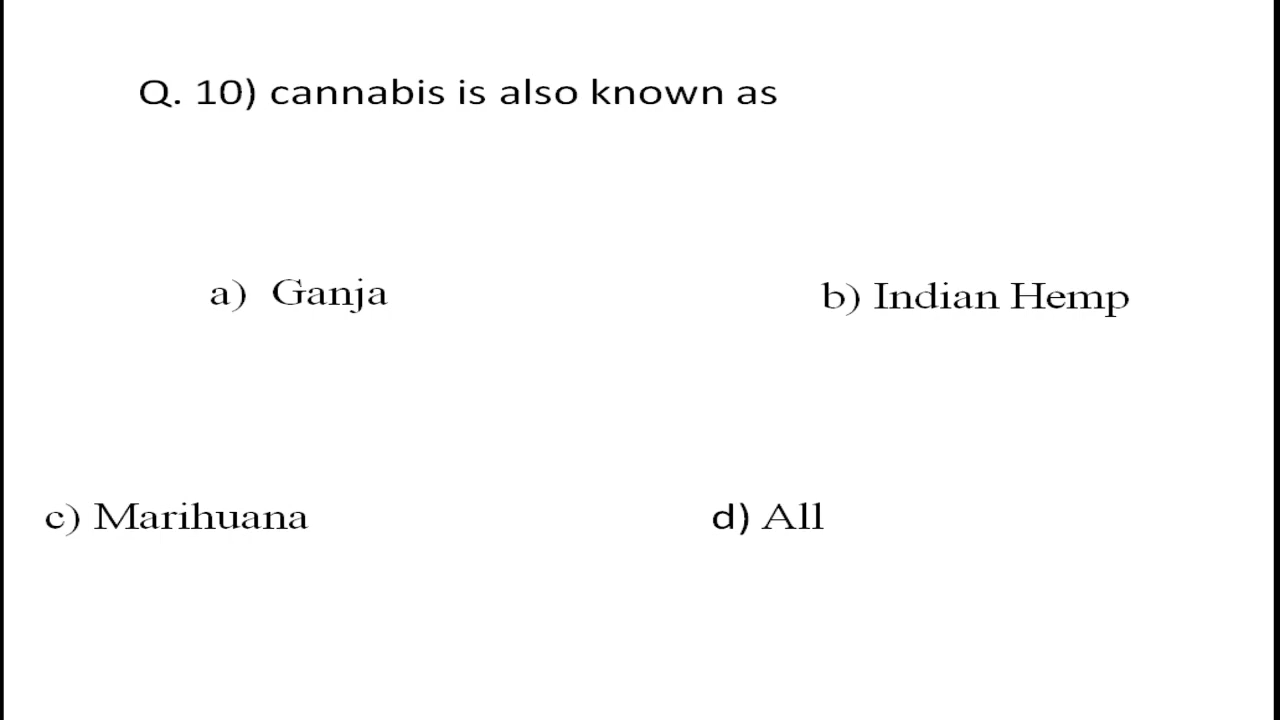 Q. 10) cannabis is also known as
a) Ganja
b) Indian Hemp
c) Marihuana
d) All